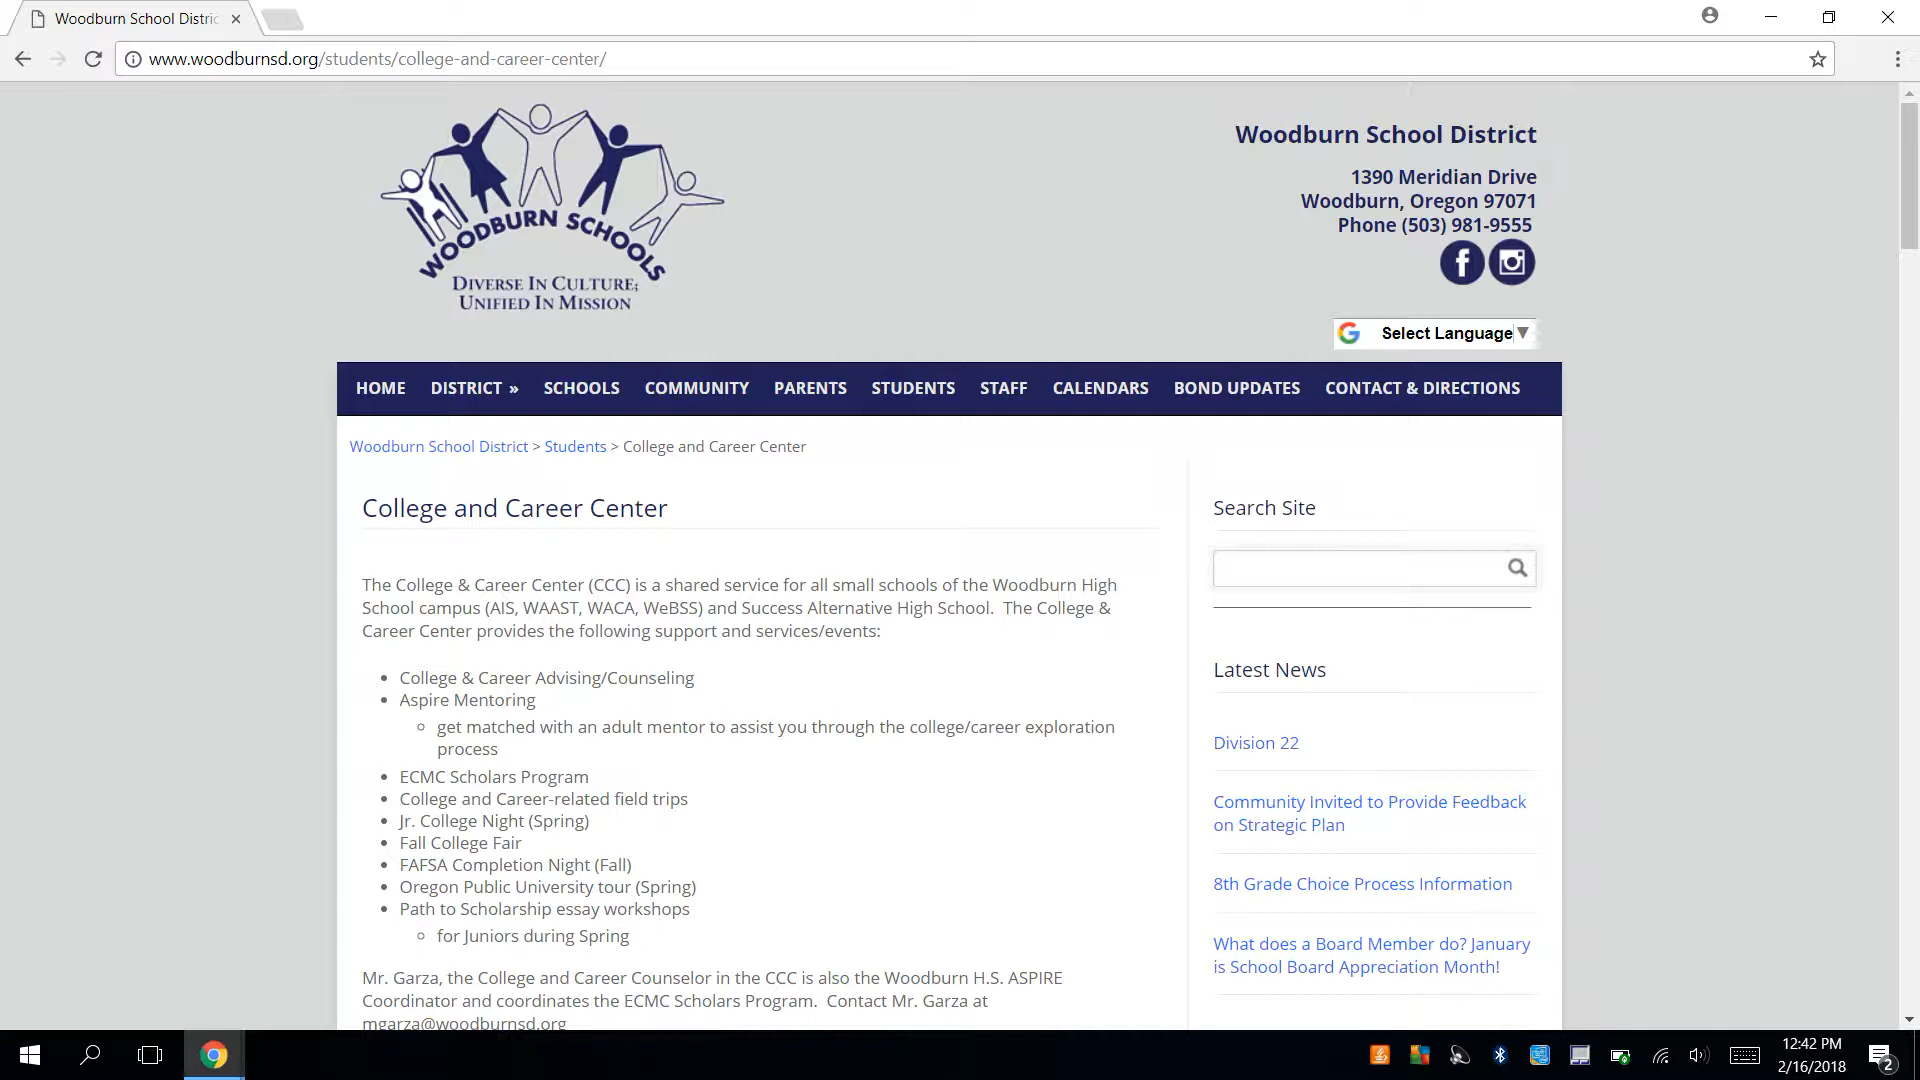 Woodburn School Distric
www.woodburnsd.org/students/college-and-career-center/
WOODBURN SCHOOLS
DIVERSE IN CULTURE;
UNIFIED IN MISSION
Woodburn School District
1390 Meridian Drive
Woodburn, Oregon 97071
Phone (503) 981-9555
Select Language ▼
HOME DISTRICT » SCHOOLS COMMUNITY PARENTS STUDENTS STAFF CALENDARS BOND UPDATES CONTACT & DIRECTIONS
Woodburn School District > Students > College and Career Center
College and Career Center
The College & Career Center (CCC) is a shared service for all small schools of the Woodburn High
School campus (AIS, WAAST, WACA, WeBSS) and Success Alternative High School. The College &
Career Center provides the following support and services/events:
College & Career Advising/Counseling
Aspire Mentoring
get matched with an adult mentor to assist you through the college/career exploration
process
ECMC Scholars Program
College and Career-related field trips
Jr. College Night (Spring)
Fall College Fair
FAFSA Completion Night (Fall)
Oregon Public University tour (Spring)
Path to Scholarship essay workshops
for Juniors during Spring
Mr. Garza, the College and Career Counselor in the CCC is also the Woodburn H.S. ASPIRE
Coordinator and coordinates the ECMC Scholars Program. Contact Mr. Garza at
mgarza@woodburnsd.org
Search Site
Latest News
Division 22
Community Invited to Provide Feedback
on Strategic Plan
8th Grade Choice Process Information
What does a Board Member do? January
is School Board Appreciation Month!
12:42 PM
2/16/2018
2